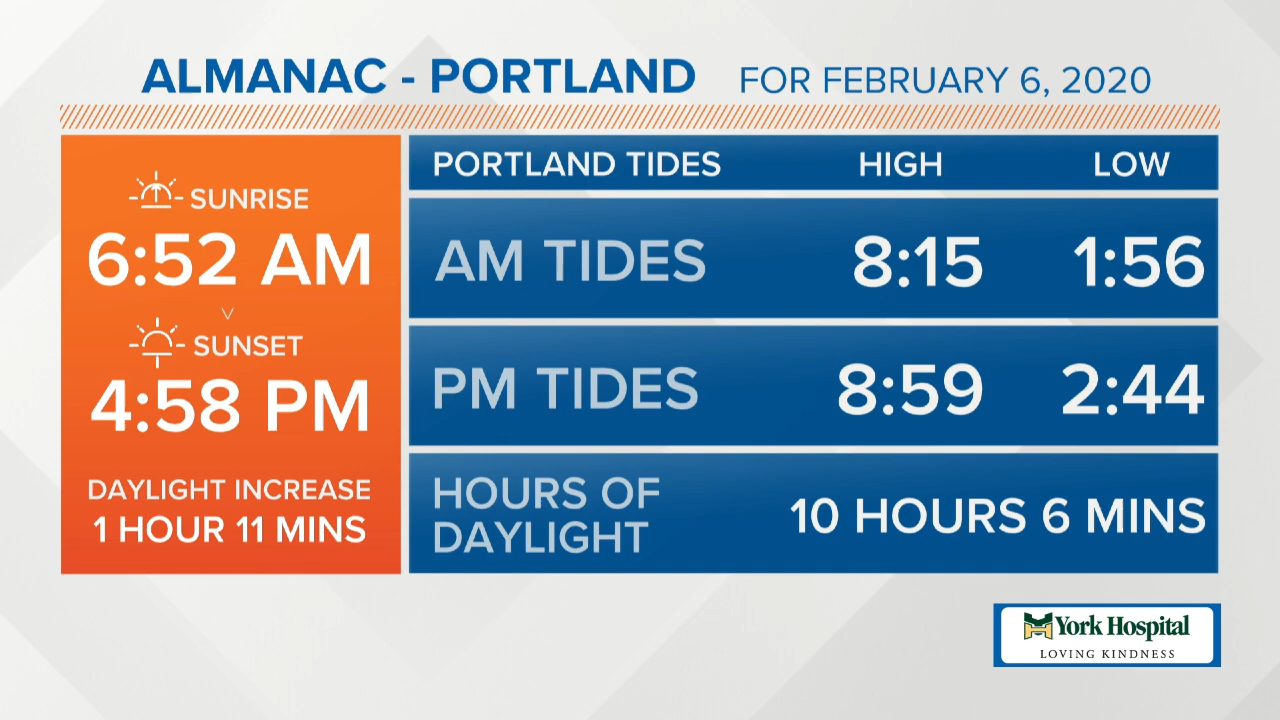 ALMANAC - PORTLAND FOR FEBRUARY 6, 2020
SUNRISE
6:52 AM
SUNSET
4:58 PM
DAYLIGHT INCREASE
1 HOUR 11 MINS
PORTLAND TIDES HIGH LOW
AM TIDES 8:15 1:56
PM TIDES 8:59 2:44
HOURS OF
DAYLIGHT
10 HOURS 6 MINS
York Hospital
LOVING KINDNESS